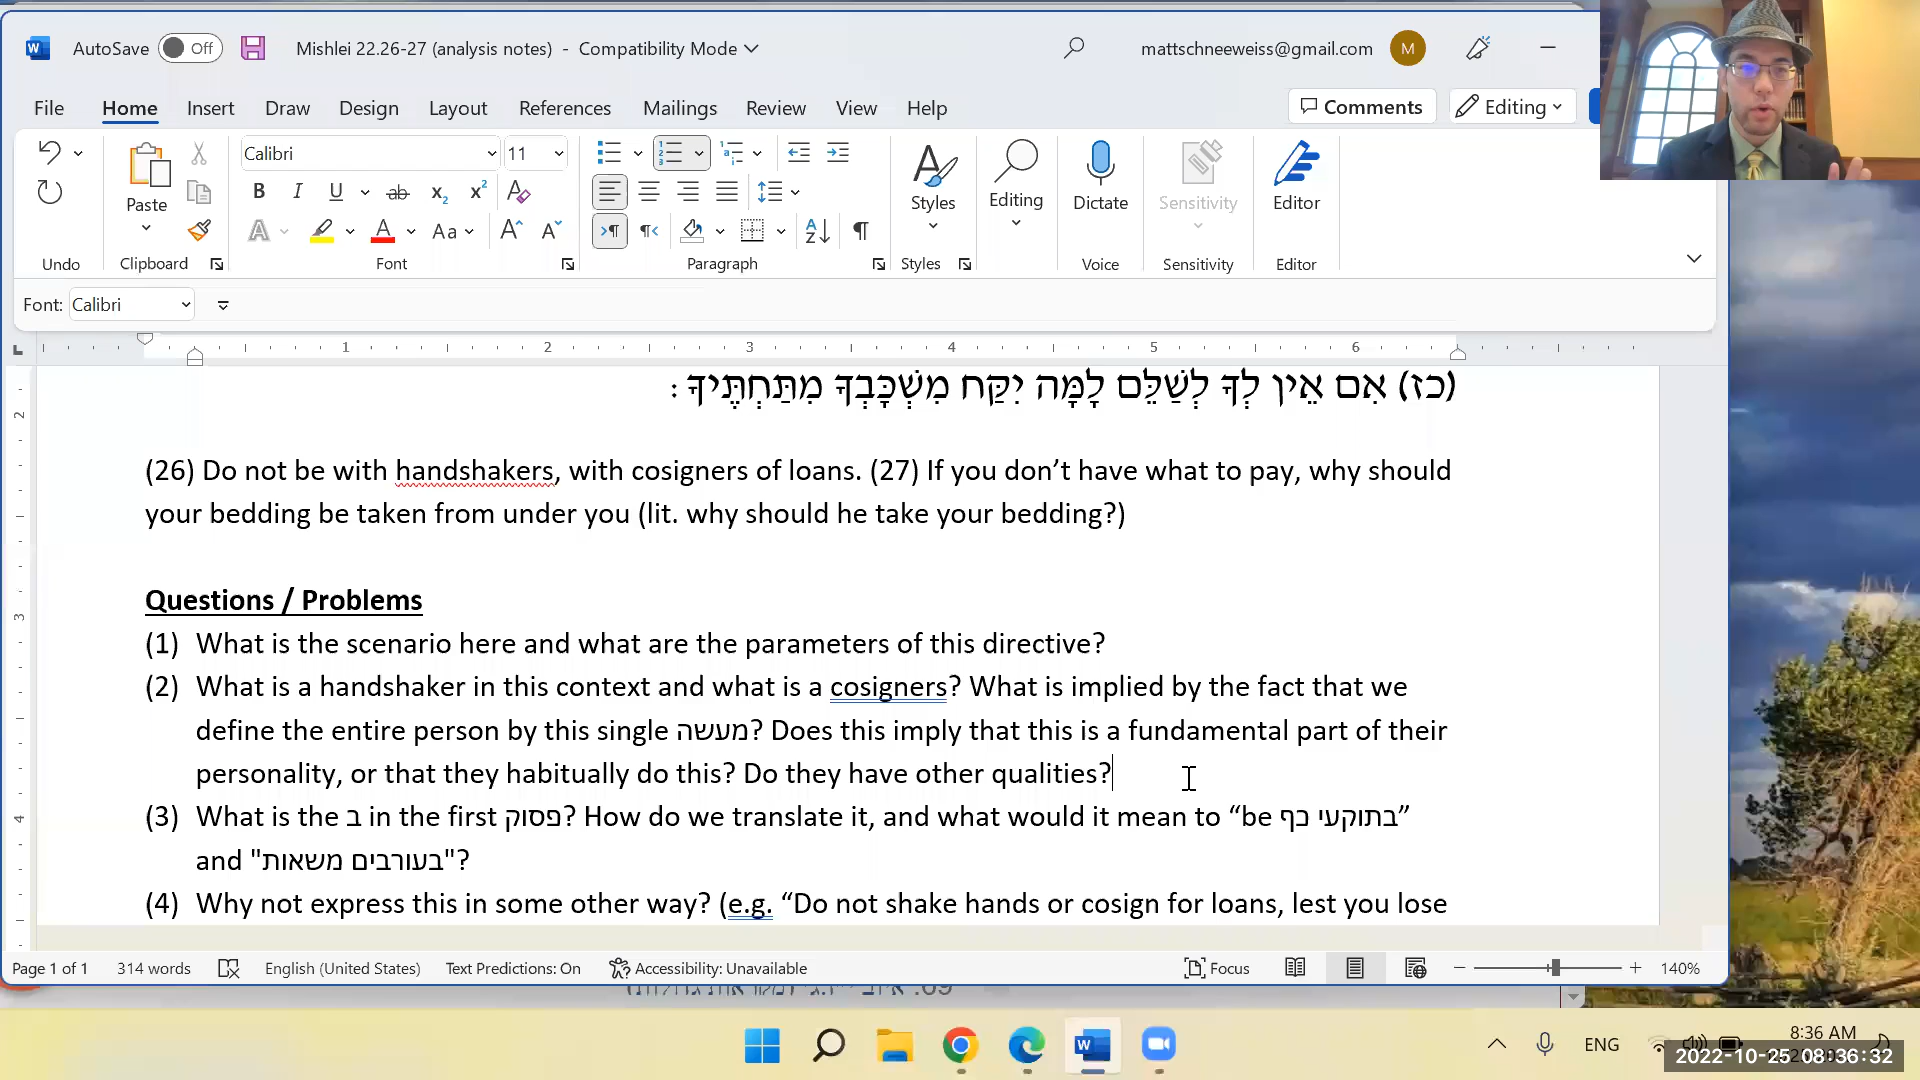 AutoSave Off Mishlei 22.26-27 (analysis notes) - Compatibility Mode mattschneeweiss@gmail.com M
File Home Insert Draw Design Layout References Mailings Review View Help Comments Editing
Calibri 11
Paste Styles Editing Dictate Sensitivity Editor
Undo Clipboard Font Paragraph Styles Voice Sensitivity Editor
Font: Calibri
1 2 3 4 5 6
(כז) אִם אֵין לְךָ לְשַׁלֵּם לָמָּה יִקַּח מִשְׁכָּבְךָ מִתַּחְתֶּיךָ :
(26) Do not be with handshakers, with cosigners of loans. (27) If you don’t have what to pay, why should
your bedding be taken from under you (lit. why should he take your bedding?)
Questions / Problems
(1) What is the scenario here and what are the parameters of this directive?
(2) What is a handshaker in this context and what is a cosigners? What is implied by the fact that we
define the entire person by this single מעשה? Does this imply that this is a fundamental part of their
personality, or that they habitually do this? Do they have other qualities?
(3) What is the ב in the first פסוק? How do we translate it, and what would it mean to “be בתוקעי כף”
and "בעורבים משאות"?
(4) Why not express this in some other way? (e.g. “Do not shake hands or cosign for loans, lest you lose
Page 1 of 1 314 words English (United States) Text Predictions: On Accessibility: Unavailable Focus 140%
ENG 8:36 AM
2022-10-25 08:36:32